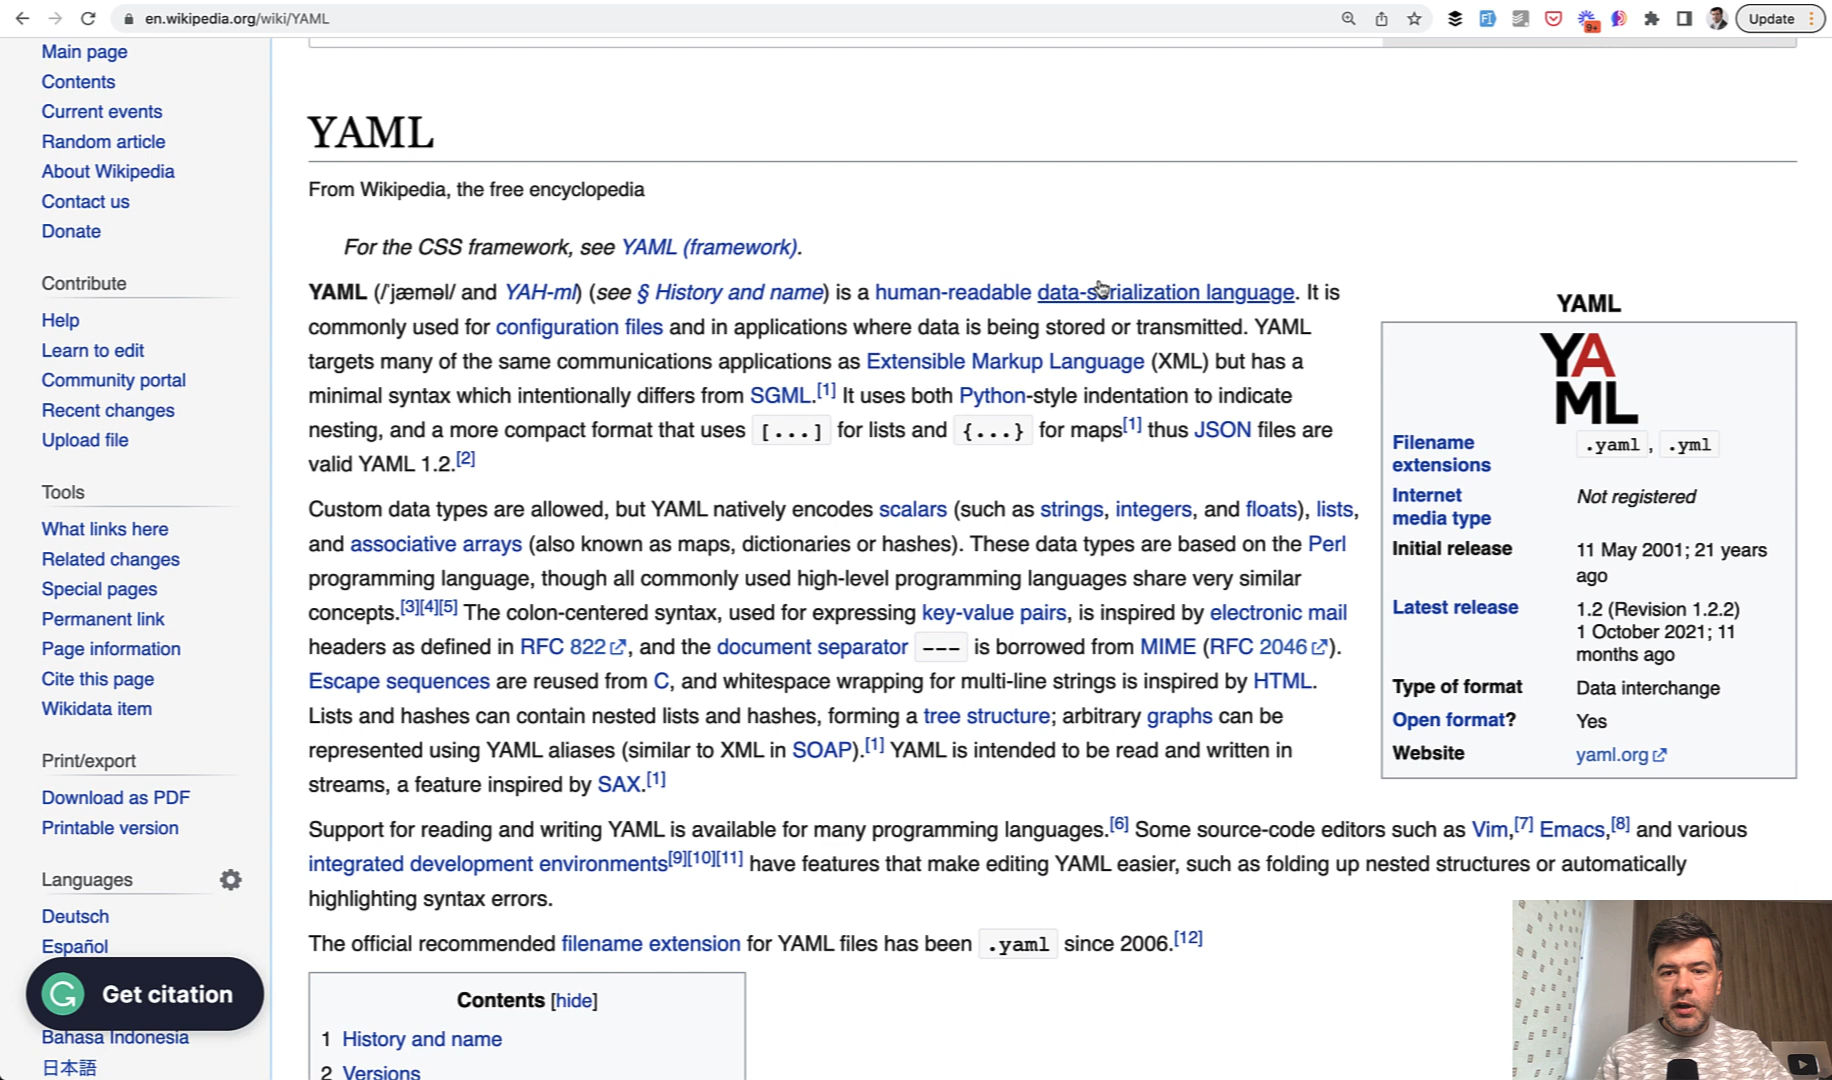 en.wikipedia.org/wiki/YAML
9+
Update
Main page
Contents
Current events
Random article
About Wikipedia
Contact us
Donate
Contribute
Help
Learn to edit
Community portal
Recent changes
Upload file
Tools
What links here
Related changes
Special pages
Permanent link
Page information
Cite this page
Wikidata item
Print/export
Download as PDF
Printable version
Languages
Deutsch
Español
Get citation
Bahasa Indonesia
日本語
YAML
From Wikipedia, the free encyclopedia
For the CSS framework, see YAML (framework).
YAML (/ˈjæməl/ and YAH-ml) (see § History and name) is a human-readable data-serialization language. It is
commonly used for configuration files and in applications where data is being stored or transmitted. YAML
targets many of the same communications applications as Extensible Markup Language (XML) but has a
minimal syntax which intentionally differs from SGML.[1] It uses both Python-style indentation to indicate
nesting, and a more compact format that uses [...] for lists and {...} for maps[1] thus JSON files are
valid YAML 1.2.[2]
Custom data types are allowed, but YAML natively encodes scalars (such as strings, integers, and floats), lists,
and associative arrays (also known as maps, dictionaries or hashes). These data types are based on the Perl
programming language, though all commonly used high-level programming languages share very similar
concepts.[3][4][5] The colon-centered syntax, used for expressing key-value pairs, is inspired by electronic mail
headers as defined in RFC 822, and the document separator --- is borrowed from MIME (RFC 2046).
Escape sequences are reused from C, and whitespace wrapping for multi-line strings is inspired by HTML.
Lists and hashes can contain nested lists and hashes, forming a tree structure; arbitrary graphs can be
represented using YAML aliases (similar to XML in SOAP).[1] YAML is intended to be read and written in
streams, a feature inspired by SAX.[1]
Support for reading and writing YAML is available for many programming languages.[6] Some source-code editors such as Vim,[7] Emacs,[8] and various
integrated development environments[9][10][11] have features that make editing YAML easier, such as folding up nested structures or automatically
highlighting syntax errors.
The official recommended filename extension for YAML files has been .yaml since 2006.[12]
Contents [hide]
1 History and name
2 Versions
YAML
YA
ML
Filename
extensions
.yaml, .yml
Internet
media type
Not registered
Initial release
11 May 2001; 21 years
ago
Latest release
1.2 (Revision 1.2.2)
1 October 2021; 11
months ago
Type of format
Data interchange
Open format?
Yes
Website
yaml.org